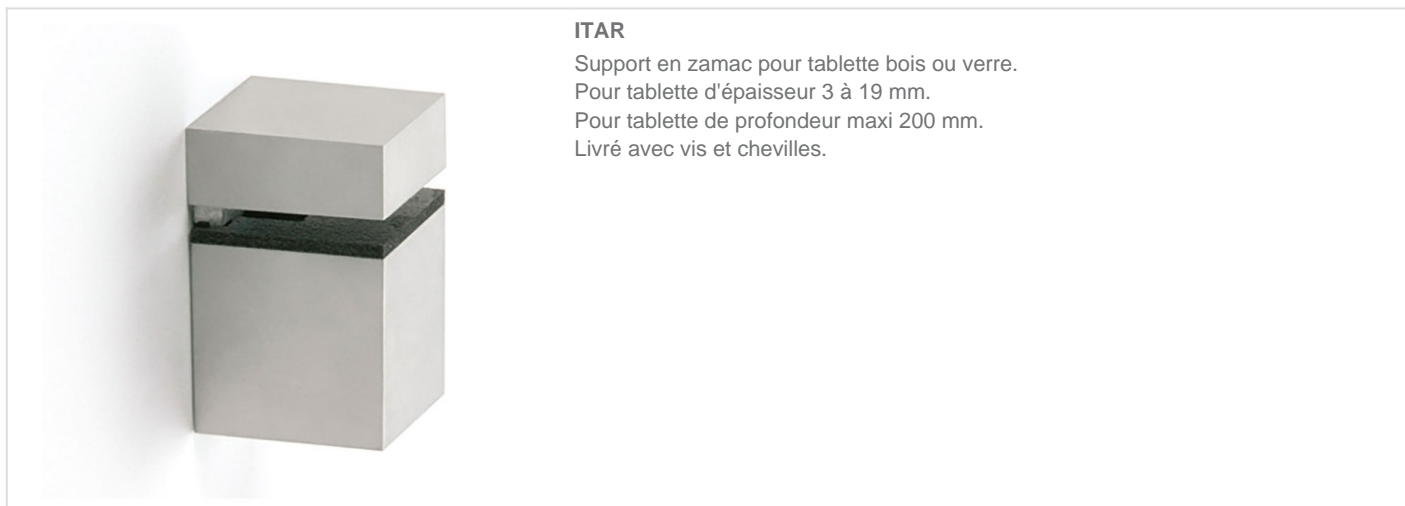 ITAR
Support en zamac pour tablette bois ou verre.
Pour tablette d'épaisseur 3 à 19 mm.
Pour tablette de profondeur maxi 200 mm.
Livré avec vis et chevilles.